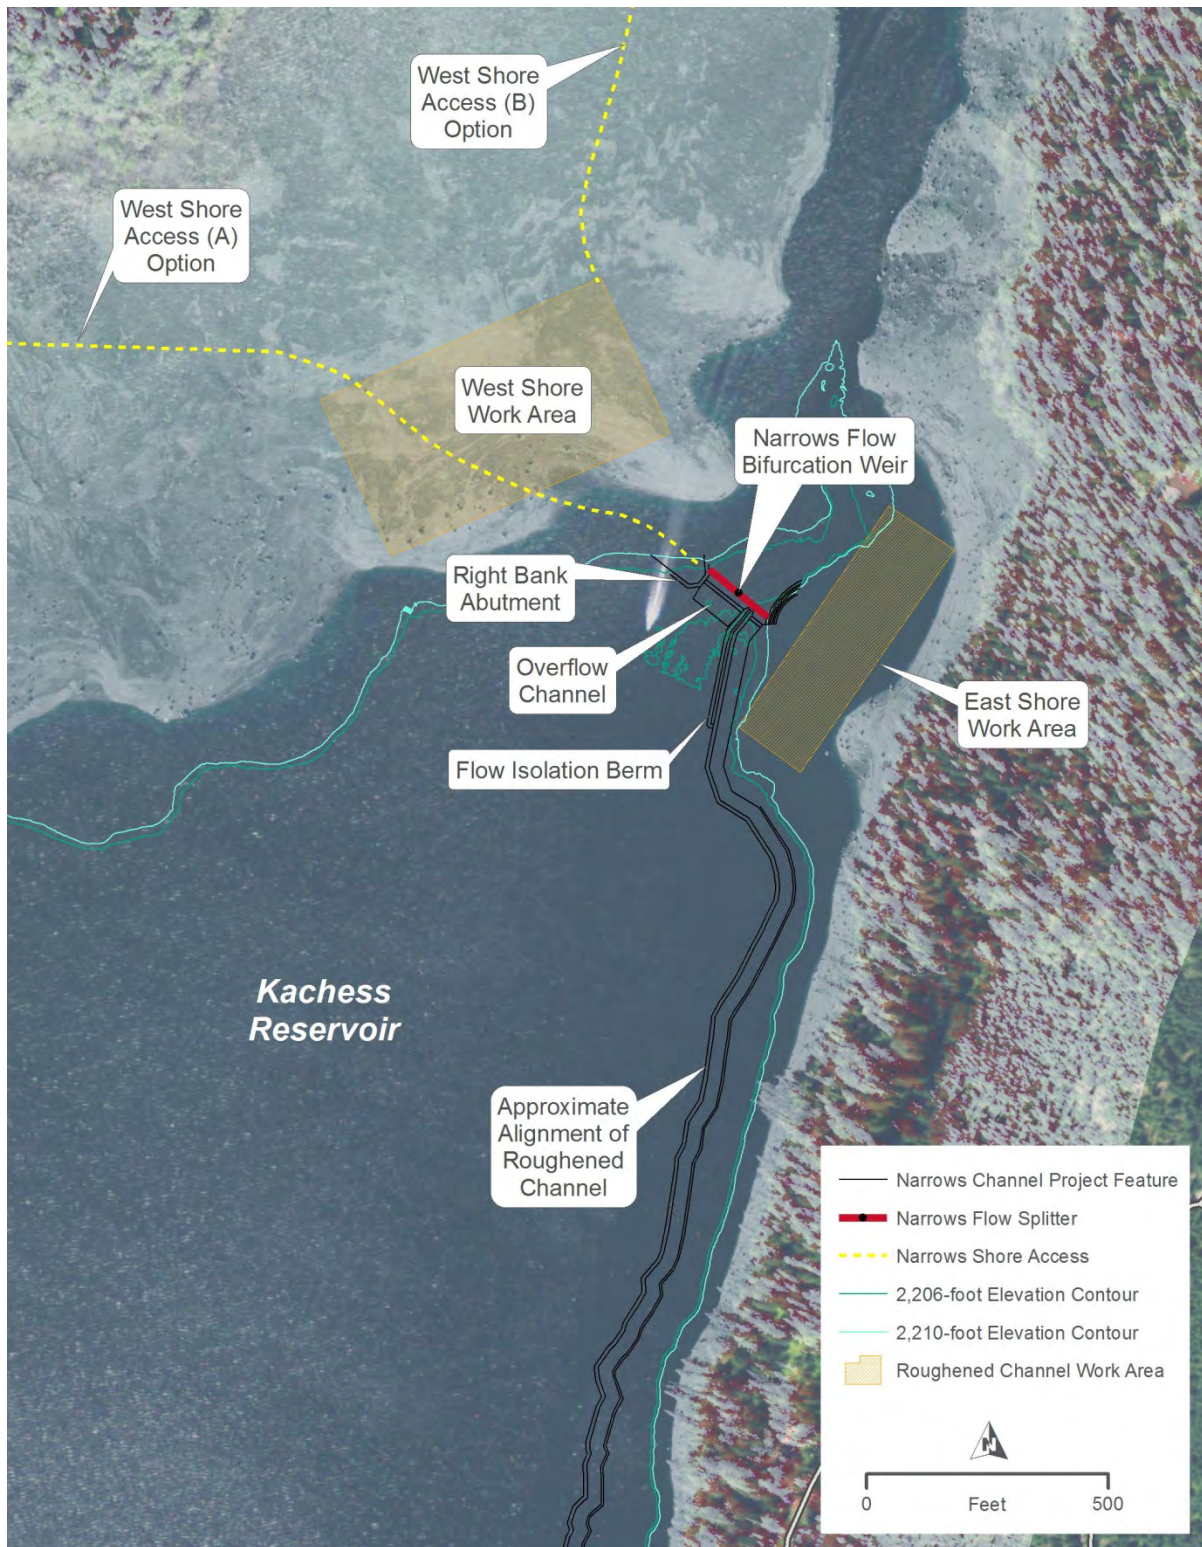 West Shore
Access (B)
Option
West Shore
Access (A)
Option
West Shore
Work Area
Narrows Flow
Bifurcation Weir
Right Bank
Abutment
Overflow
Channel
East Shore
Work Area
Flow Isolation Berm
Kachess
Reservoir
Approximate
Alignment of
Roughened
Channel
Narrows Channel Project Feature
Narrows Flow Splitter
Narrows Shore Access
2,206-foot Elevation Contour
2,210-foot Elevation Contour
Roughened Channel Work Area
N
0 500
Feet